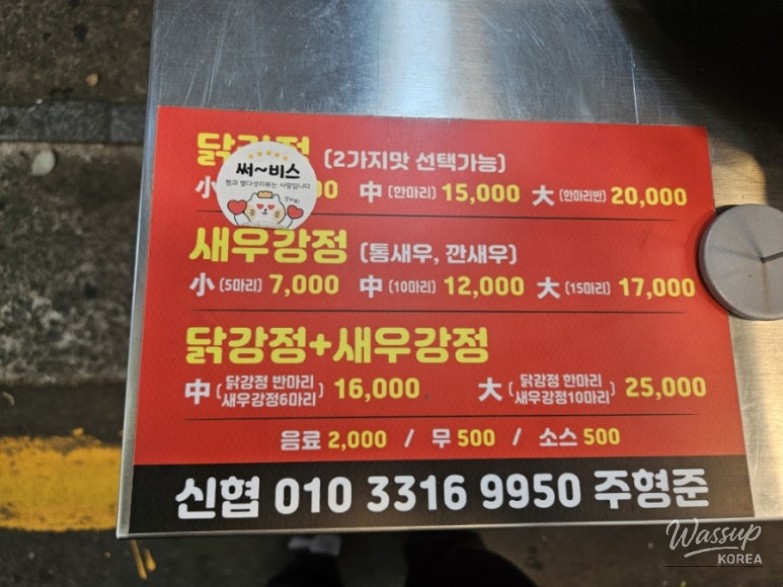 닭강정 (2가지맛 선택가능)
써~비스
小 00 中 (한마리) 15,000 大 (한마리반) 20,000
새우강정 (통새우, 깐새우)
小 (5마리) 7,000 中 (10마리) 12,000 大 (15마리) 17,000
닭강정+새우강정
中 (닭강정 반마리 새우강정6마리) 16,000 大 (닭강정 한마리 새우강정10마리) 25,000
음료 2,000 / 무 500 / 소스 500
신협 010 3316 9950 주형준
Wassup
KOREA